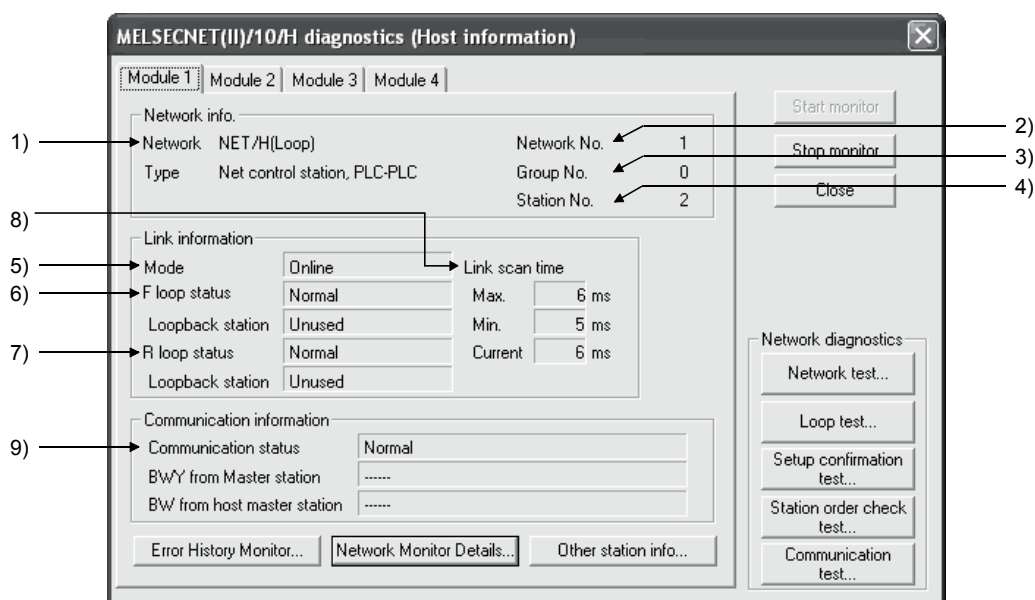 MELSECNET(II)/10/H diagnostics (Host information)
Module 1 Module 2 Module 3 Module 4
Start monitor
Stop monitor
Close
Network info.
1) Network NET/H(Loop) Network No. 1 2)
Type Net control station, PLC-PLC Group No. 0 3)
Station No. 2 4)
8)
Link information
5) Mode Online Link scan time
6) F loop status Normal Max. 6 ms
Loopback station Unused Min. 5 ms
7) R loop status Normal Current 6 ms
Loopback station Unused
Communication information
9) Communication status Normal
BWY from Master station ------
BW from host master station ------
Error History Monitor... Network Monitor Details... Other station info...
Network diagnostics
Network test...
Loop test...
Setup confirmation
test...
Station order check
test...
Communication
test...